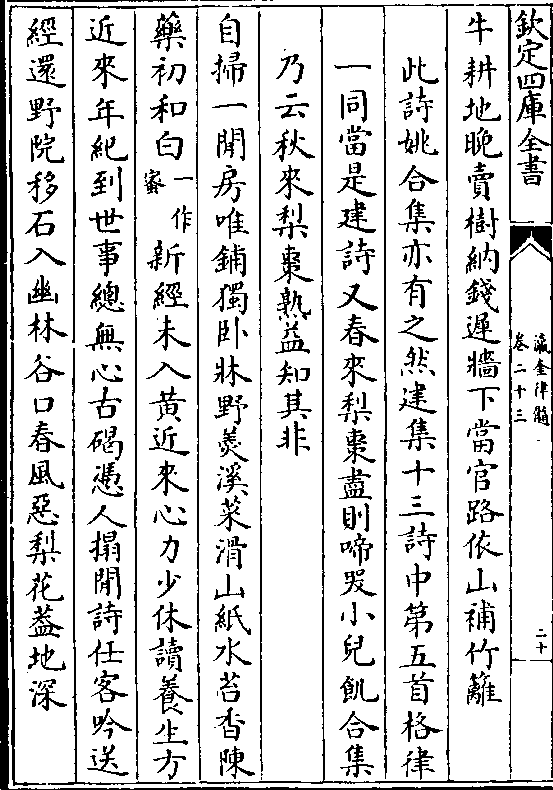 欽定四庫全書
瀛奎律髓
卷二十三
二十
牛耕地晚賣樹納錢遲牆下當官路依山補竹籬
此詩姚合集亦有之然建集十三詩中第五首格律
一同當是建詩又春來梨棗盡則啼哭小兒飢合集
乃云秋來梨棗熟益知其非
自掃一閒房唯鋪獨卧牀野羮溪菜滑山紙水苔香陳
藥初和白一作蜜新經未入黄近來心力少休讀養生方
近來年紀到世事總無心古碣憑人搨閒詩任客吟送
經還野院移石入幽林谷口春風惡梨花葢地深